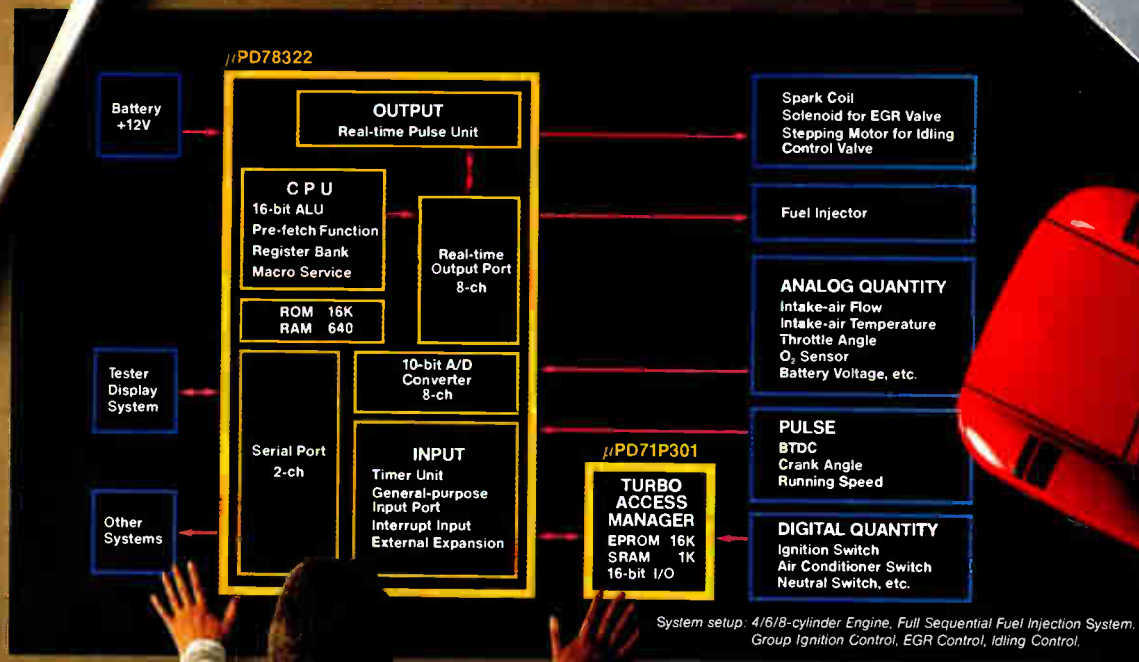 μPD78322
Battery
+12V
OUTPUT
Real-time Pulse Unit
CPU
16-bit ALU
Pre-fetch Function
Register Bank
Macro Service
Real-time
Output Port
8-ch
ROM 16K
RAM 640
10-bit A/D
Converter
8-ch
Tester
Display
System
Serial Port
2-ch
INPUT
Timer Unit
General-purpose
Input Port
Interrupt Input
External Expansion
Other
Systems
μPD71P301
TURBO
ACCESS
MANAGER
EPROM 16K
SRAM 1K
16-bit I/O
Spark Coil
Solenoid for EGR Valve
Stepping Motor for Idling
Control Valve
Fuel Injector
ANALOG QUANTITY
Intake-air Flow
Intake-air Temperature
Throttle Angle
O₂ Sensor
Battery Voltage, etc.
PULSE
BTDC
Crank Angle
Running Speed
DIGITAL QUANTITY
Ignition Switch
Air Conditioner Switch
Neutral Switch, etc.
System setup: 4/6/8-cylinder Engine, Full Sequential Fuel Injection System.
Group Ignition Control, EGR Control, Idling Control.